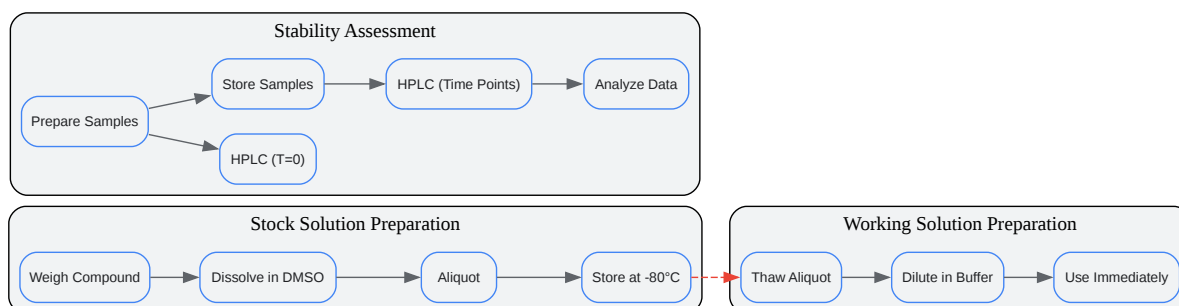 Stability Assessment
Store Samples
HPLC (Time Points)
Analyze Data
Prepare Samples
HPLC (T=0)
Stock Solution Preparation
Weigh Compound
Dissolve in DMSO
Aliquot
Store at -80°C
Working Solution Preparation
Thaw Aliquot
Dilute in Buffer
Use Immediately